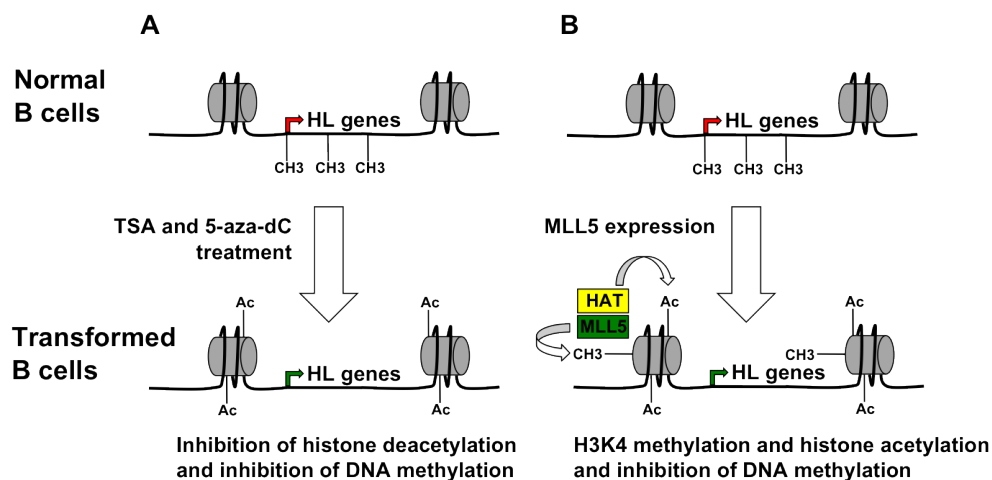 A
B
Normal
B cells
HL genes
CH3 CH3 CH3
HL genes
CH3 CH3 CH3
TSA and 5-aza-dC
treatment
MLL5 expression
Transformed
B cells
Ac
Ac
HL genes
Ac
Ac
HAT
MLL5
CH3
Ac
Ac
CH3
HL genes
Ac
Ac
Inhibition of histone deacetylation
and inhibition of DNA methylation
H3K4 methylation and histone acetylation
and inhibition of DNA methylation